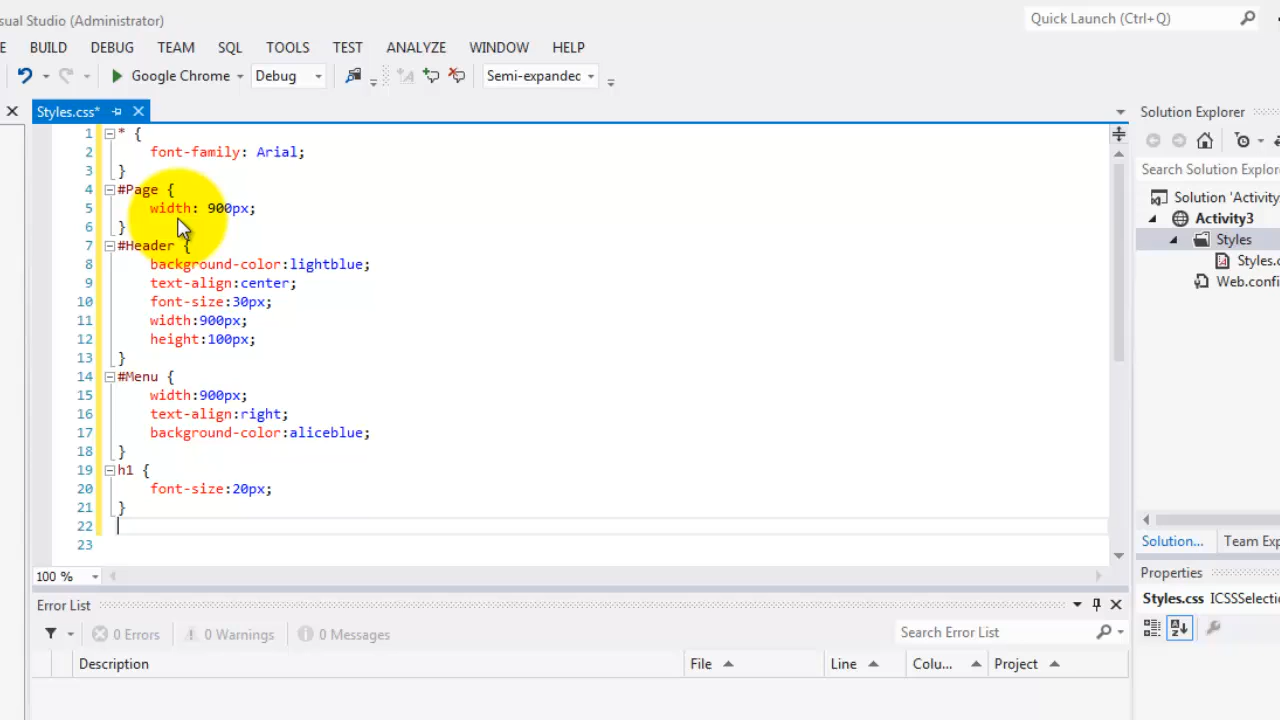 sual Studio (Administrator)
Quick Launch (Ctrl+Q)
E BUILD DEBUG TEAM SQL TOOLS TEST ANALYZE WINDOW HELP
Google Chrome Debug Semi-expanded
Styles.css*
Solution Explorer
1 * {
2 font-family: Arial;
3 }
4 #Page {
5 width: 900px;
6 }
7 #Header {
8 background-color:lightblue;
9 text-align:center;
10 font-size:30px;
11 width:900px;
12 height:100px;
13 }
14 #Menu {
15 width:900px;
16 text-align:right;
17 background-color:aliceblue;
18 }
19 h1 {
20 font-size:20px;
21 }
22
23
100 %
Search Solution Explorer
Solution 'Activity
Activity3
Styles
Styles.c
Web.confi
Solution... Team Exp
Properties
Styles.css ICSSSelectio
Error List
0 Errors 0 Warnings 0 Messages
Search Error List
Description File Line Colu... Project